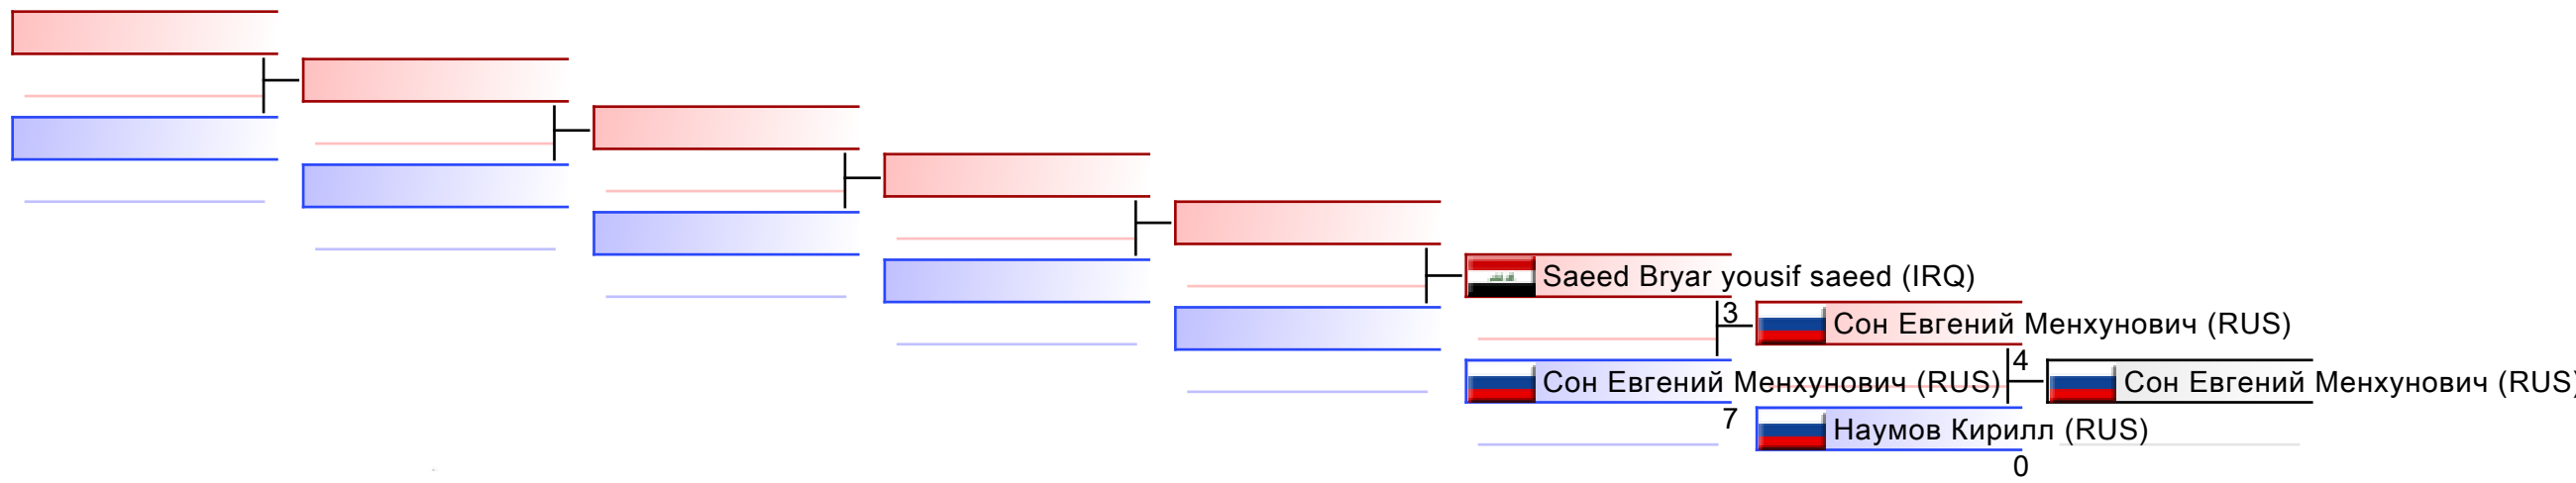 Saeed Bryar yousif saeed (IRQ)
3
Сон Евгений Менхунович (RUS)
4
Сон Евгений Менхунович (RUS)
Сон Евгений Менхунович (RUS)
7
Наумов Кирилл (RUS)
0